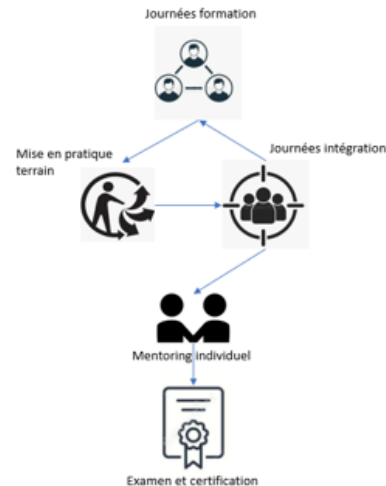 Journées formation
Mise en pratique
terrain
Journées intégration
Mentoring individuel
Examen et certification